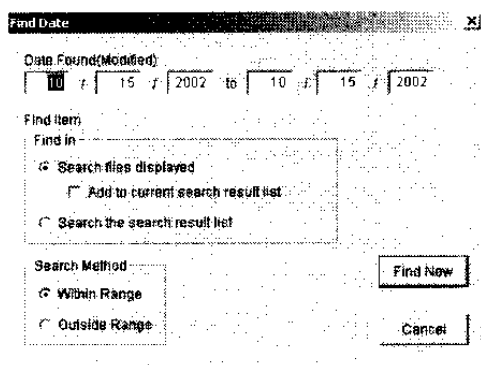 Find Date
Date Found(Modified)
10 / 15 / 2002 to 10 / 15 / 2002
Find Item
Find in
Search files displayed
Add to current search result list
Search the search result list
Search Method
Within Range
Outside Range
Find Now
Cancel